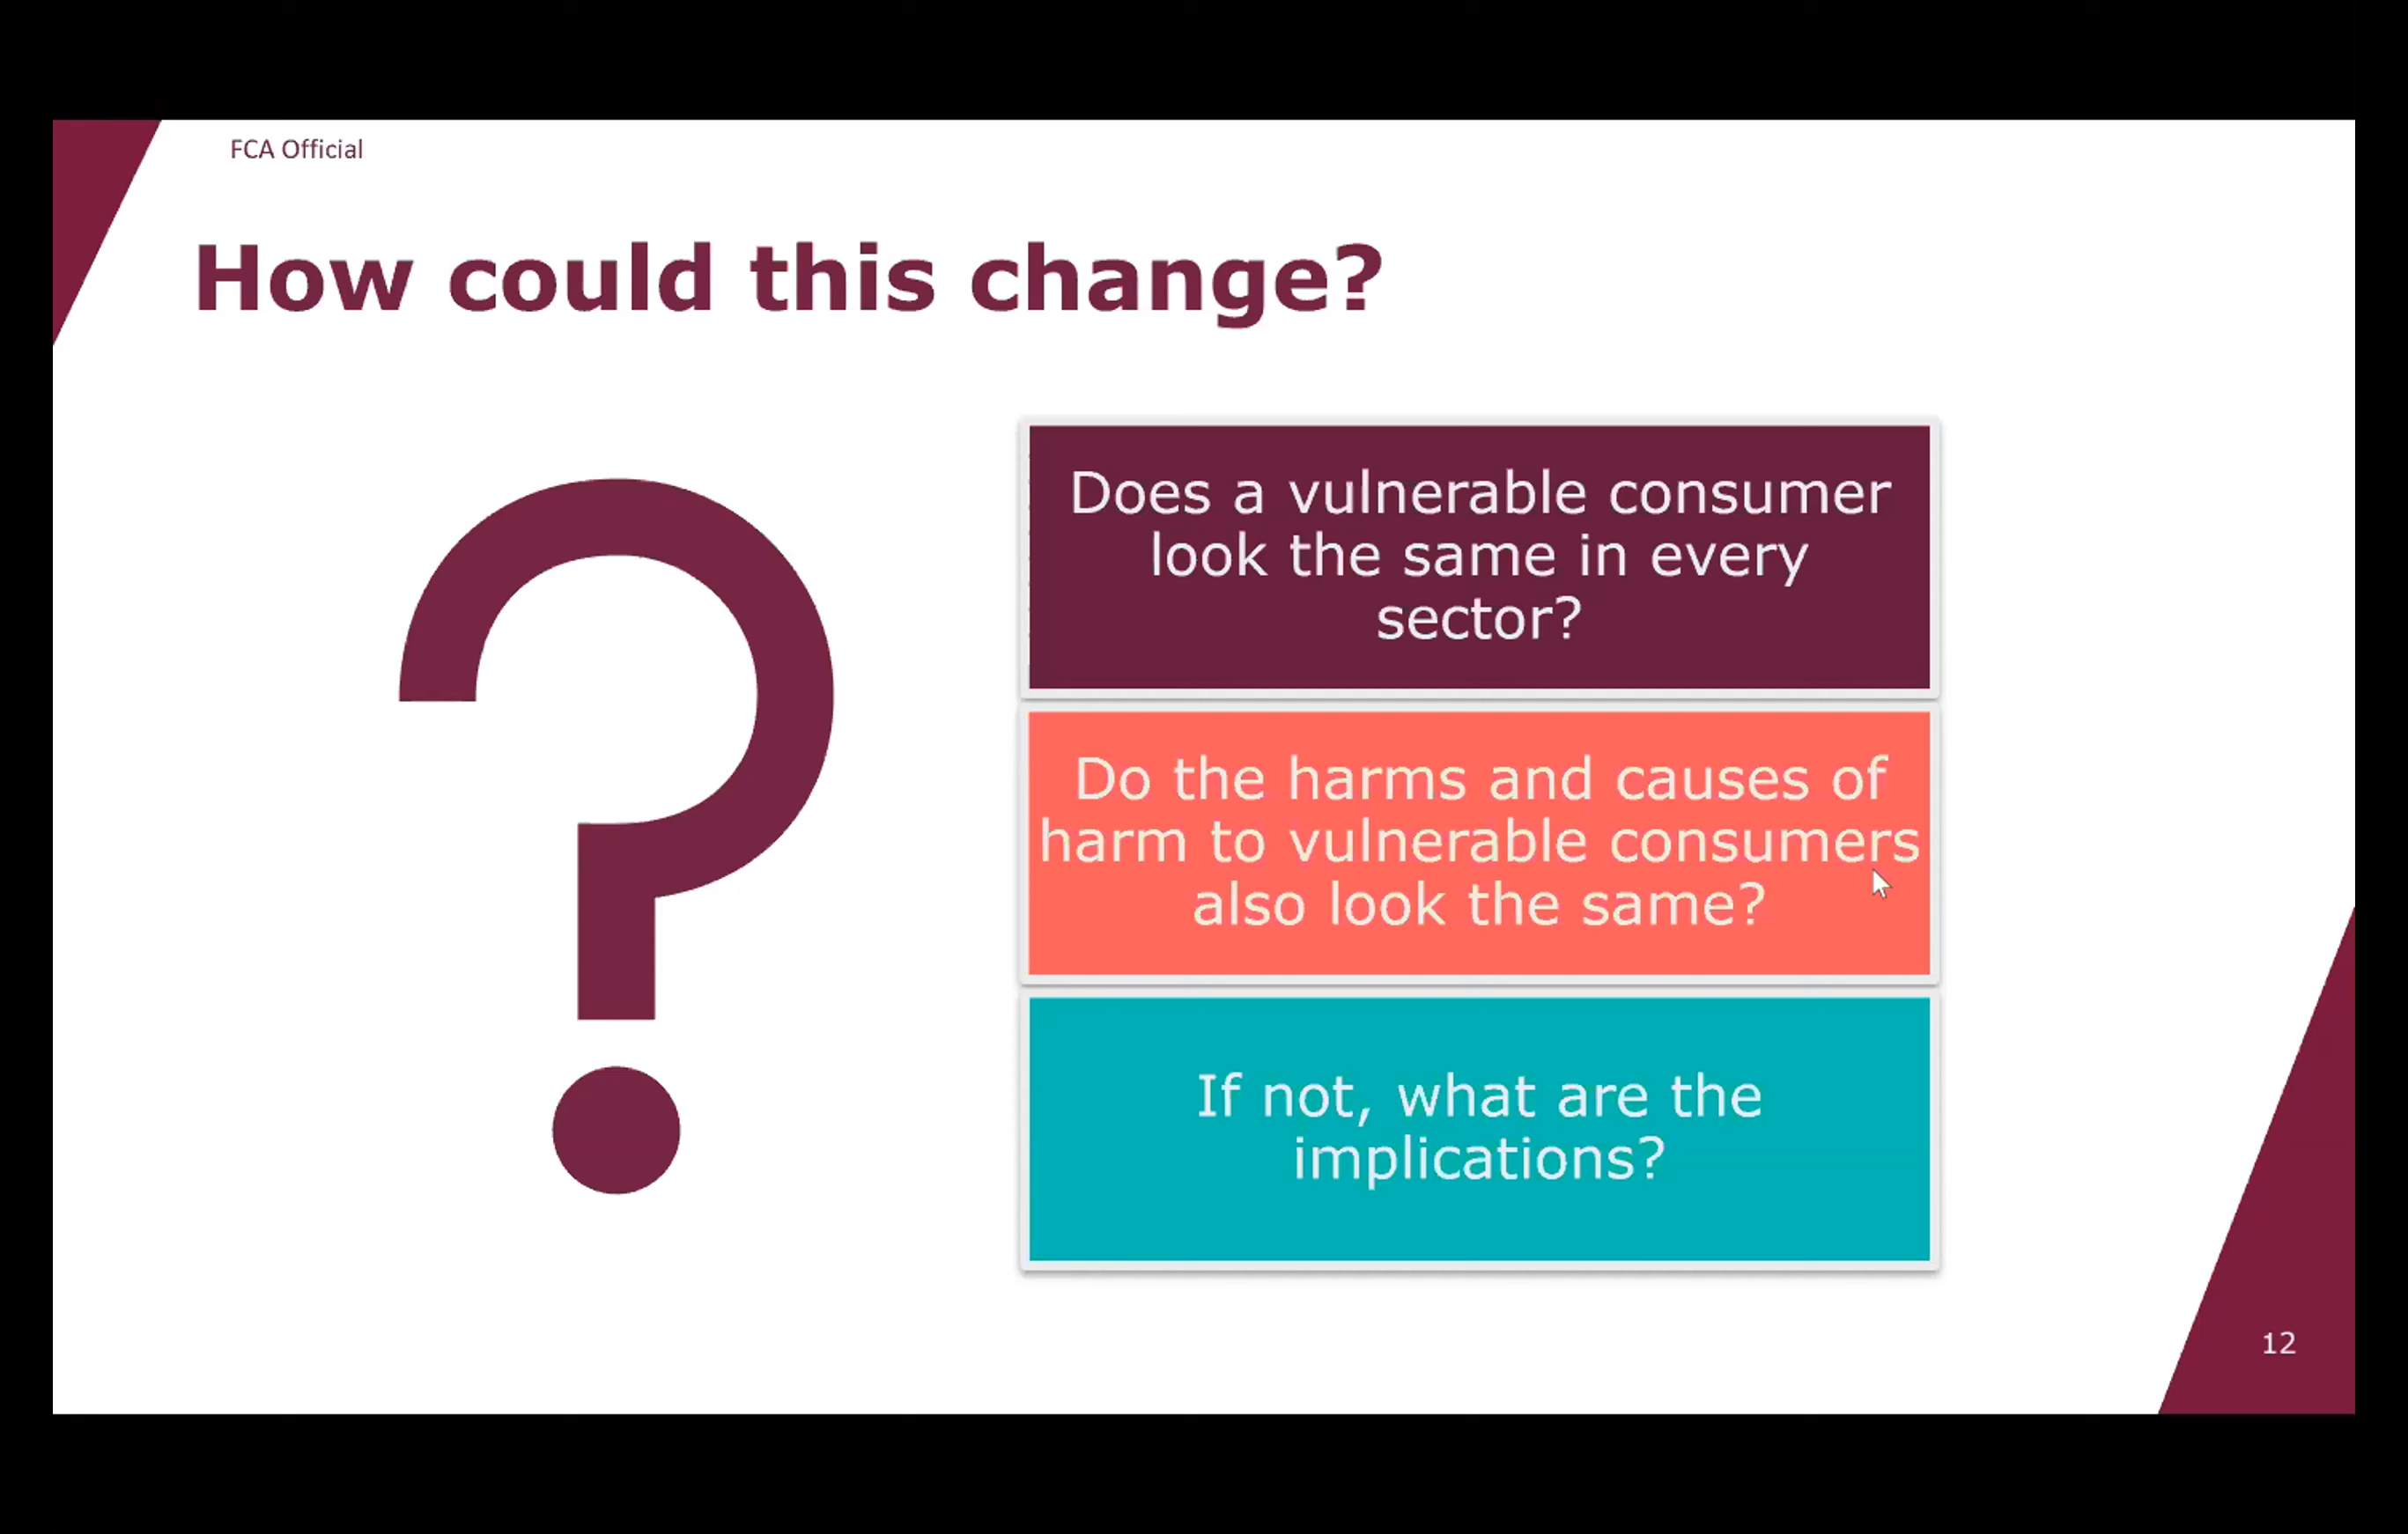 FCA Official
How could this change?
Does a vulnerable consumer
look the same in every
sector?
Do the harms and causes of
harm to vulnerable consumers
also look the same?
If not, what are the
implications?
12